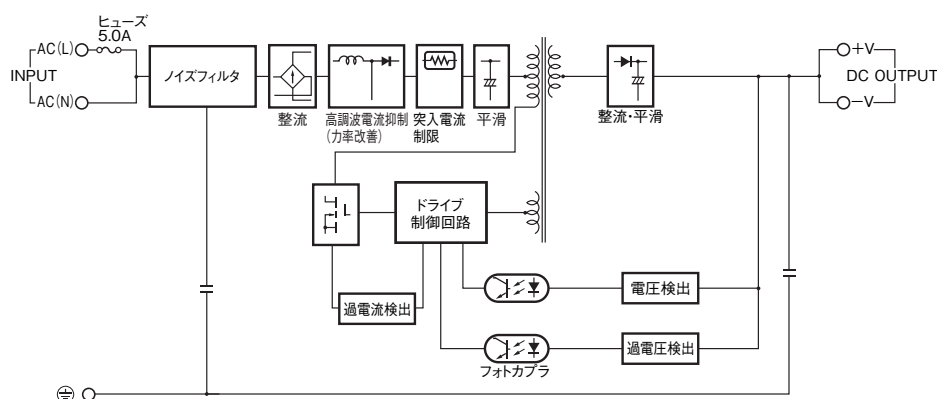 ヒューズ
5.0A
AC(L)
INPUT
AC(N)
ノイズフィルタ
整流
高調波電流抑制
(力率改善)
突入電流
制限
平滑
整流・平滑
+V
DC OUTPUT
−V
ドライブ
制御回路
過電流検出
電圧検出
過電圧検出
フォトカプラ